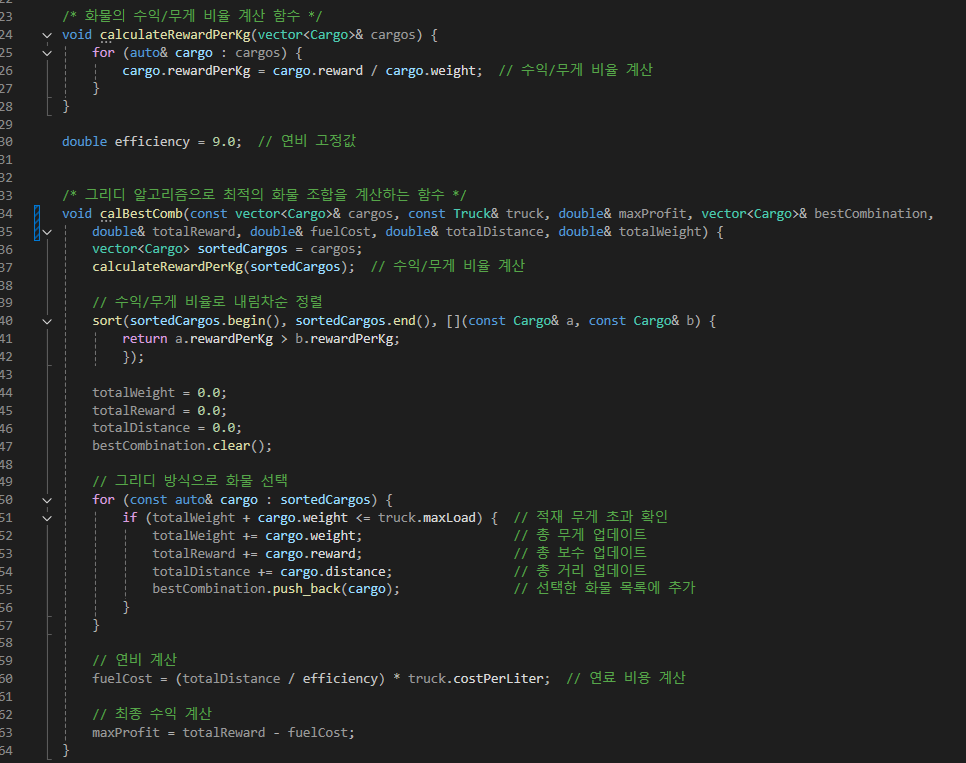 23 /* 화물의 수익/무게 비율 계산 함수 */
24 void calculateRewardPerKg(vector<Cargo>& cargos) {
25 for (auto& cargo : cargos) {
26 cargo.rewardPerKg = cargo.reward / cargo.weight; // 수익/무게 비율 계산
27 }
28 }
29
30 double efficiency = 9.0; // 연비 고정값
31
32
33 /* 그리디 알고리즘으로 최적의 화물 조합을 계산하는 함수 */
34 void calBestComb(const vector<Cargo>& cargos, const Truck& truck, double& maxProfit, vector<Cargo>& bestCombination,
35 double& totalReward, double& fuelCost, double& totalDistance, double& totalWeight) {
36 vector<Cargo> sortedCargos = cargos;
37 calculateRewardPerKg(sortedCargos); // 수익/무게 비율 계산
38
39 // 수익/무게 비율로 내림차순 정렬
40 sort(sortedCargos.begin(), sortedCargos.end(), [](const Cargo& a, const Cargo& b) {
41 return a.rewardPerKg > b.rewardPerKg;
42 });
43
44 totalWeight = 0.0;
45 totalReward = 0.0;
46 totalDistance = 0.0;
47 bestCombination.clear();
48
49 // 그리디 방식으로 화물 선택
50 for (const auto& cargo : sortedCargos) {
51 if (totalWeight + cargo.weight <= truck.maxLoad) { // 적재 무게 초과 확인
52 totalWeight += cargo.weight; // 총 무게 업데이트
53 totalReward += cargo.reward; // 총 보수 업데이트
54 totalDistance += cargo.distance; // 총 거리 업데이트
55 bestCombination.push_back(cargo); // 선택한 화물 목록에 추가
56 }
57 }
58
59 // 연비 계산
60 fuelCost = (totalDistance / efficiency) * truck.costPerLiter; // 연료 비용 계산
61
62 // 최종 수익 계산
63 maxProfit = totalReward - fuelCost;
64 }